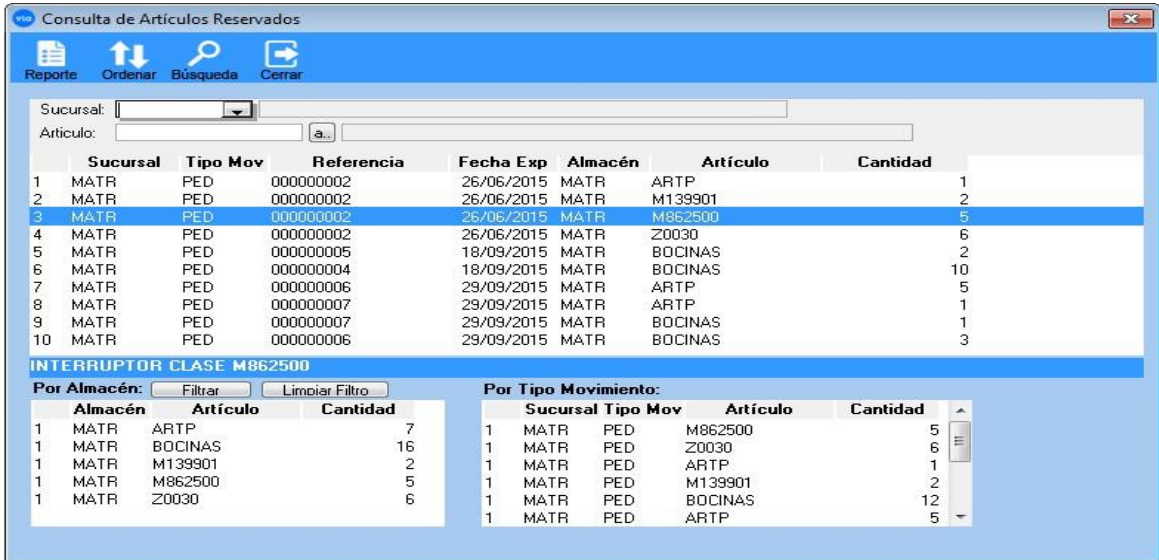 via Consulta de Artículos Reservados
Reporte Ordenar Búsqueda Cerrar
Sucursal:
Articulo: a..
Sucursal Tipo Mov Referencia Fecha Exp Almacén Artículo Cantidad
1 MATR PED 000000002 26/06/2015 MATR ARTP 1
2 MATR PED 000000002 26/06/2015 MATR M139901 2
3 MATR PED 000000002 26/06/2015 MATR M862500 5
4 MATR PED 000000002 26/06/2015 MATR Z0030 6
5 MATR PED 000000005 18/09/2015 MATR BOCINAS 2
6 MATR PED 000000004 18/09/2015 MATR BOCINAS 10
7 MATR PED 000000006 29/09/2015 MATR ARTP 5
8 MATR PED 000000007 29/09/2015 MATR ARTP 1
9 MATR PED 000000007 29/09/2015 MATR BOCINAS 1
10 MATR PED 000000006 29/09/2015 MATR BOCINAS 3
INTERRUPTOR CLASE M862500
Por Almacén: Filtrar Limpiar Filtro
Almacén Artículo Cantidad
1 MATR ARTP 7
1 MATR BOCINAS 16
1 MATR M139901 2
1 MATR M862500 5
1 MATR Z0030 6
Por Tipo Movimiento:
Sucursal Tipo Mov Artículo Cantidad
1 MATR PED M862500 5
1 MATR PED Z0030 6
1 MATR PED ARTP 1
1 MATR PED M139901 2
1 MATR PED BOCINAS 12
1 MATR PED ARTP 5